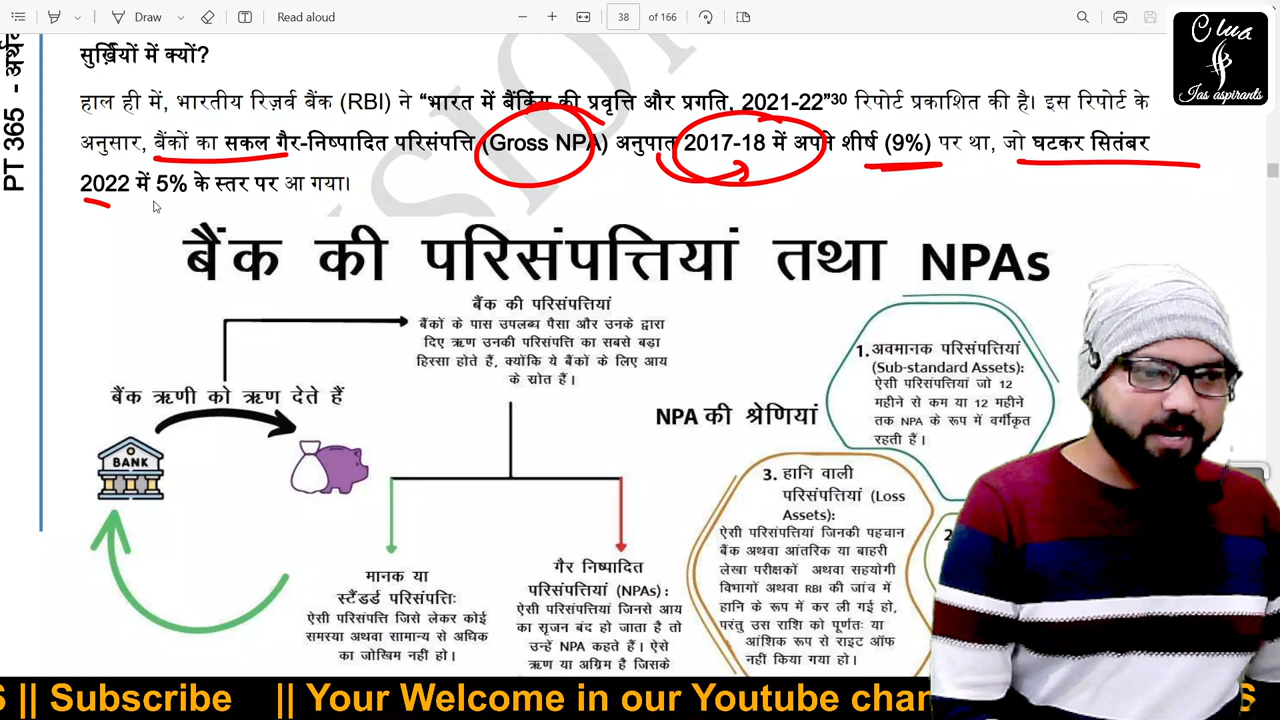 Draw
Read aloud
38
of 166
Clua
Ias aspirants
PT 365 -
सुर्ख़ियों में क्यों?
हाल ही में, भारतीय रिज़र्व बैंक (RBI) ने “भारत में बैंकिंग की प्रवृत्ति और प्रगति, 2021-22”30 रिपोर्ट प्रकाशित की है। इस रिपोर्ट के
अनुसार, बैंकों का सकल गैर-निष्पादित परिसंपत्ति (Gross NPA) अनुपात 2017-18 में अपने शीर्ष (9%) पर था, जो घटकर सितंबर
2022 में 5% के स्तर पर आ गया।
बैंक की परिसंपत्तियां तथा NPAs
बैंक की परिसंपत्तियां
बैंकों के पास उपलब्ध पैसा और उनके द्वारा
दिए ऋण उनकी परिसंपत्ति का सबसे बड़ा
हिस्सा होते हैं, क्योंकि ये बैंकों के लिए आय
के स्रोत हैं।
बैंक ऋणी को ऋण देते हैं
BANK
NPA की श्रेणियां
1. अवमानक परिसंपत्तियां
(Sub-standard Assets):
ऐसी परिसंपत्तियां जो 12
महीने से कम या 12 महीने
तक NPA के रूप में वर्गीकृत
रहती हैं।
3. हानि वाली
परिसंपत्तियां (Loss
Assets):
ऐसी परिसंपत्तियां जिनकी पहचान
बैंक अथवा आंतरिक या बाहरी
लेखा परीक्षकों अथवा सहयोगी
विभागों अथवा RBI की जांच में
हानि के रूप में कर ली गई हो,
परंतु उस राशि को पूर्णतः या
आंशिक रूप से राइट ऑफ
नहीं किया गया हो।
2
मानक या
स्टैंडर्ड परिसंपत्तिः
ऐसी परिसंपत्ति जिसे लेकर कोई
समस्या अथवा सामान्य से अधिक
का जोखिम नहीं हो।
गैर निष्पादित
परिसंपत्तियां (NPAs) :
ऐसी परिसंपत्तियां जिनसे आय
का सृजन बंद हो जाता है तो
उन्हें NPA कहते हैं। ऐसे
ऋण या अग्रिम है जिसके
S || Subscribe || Your Welcome in our Youtube chan S